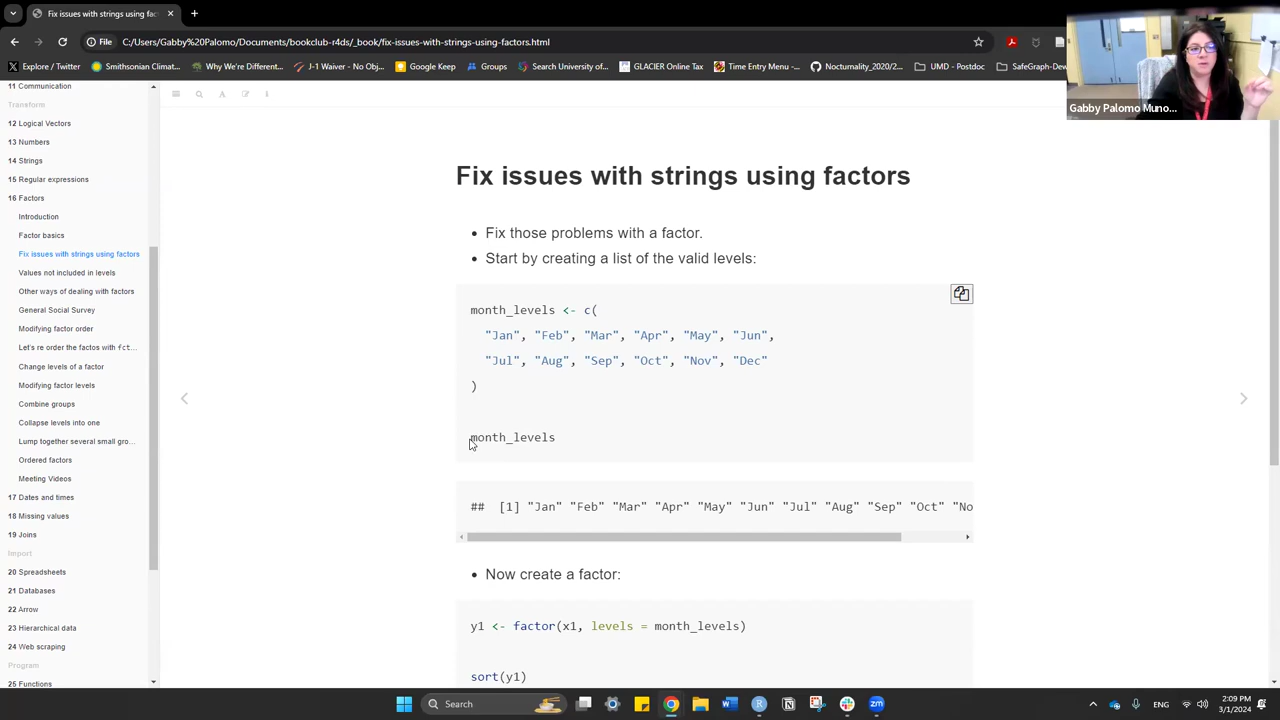 Fix issues with strings using factors
File
C:/Users/Gabby%20Palomo/Documents/bookclub-r4ds/_book/fix-issues-with-strings-using-factors.html
Explore / Twitter
Smithsonian Climat...
J-1 Waiver - No Obj...
Google Keep
Search University of...
GLACIER Online Tec...
Time Entry Menu -...
Nocturnality_2020/...
UMD - Postdoc
SafeGraph-Dewey
Gabby Palomo Muno...
11 Communication
Transform
12 Logical Vectors
13 Numbers
14 Strings
15 Regular expressions
16 Factors
Introduction
Factor basics
Fix issues with strings using factors
Values not included in levels
Other ways of dealing with factors
General Social Survey
Modifying factor order
Let's re order the factos with fct...
Change levels of a factor
Modifying factor levels
Combine groups
Collapse levels into one
Lump together several small gro...
Ordered factors
Meeting Videos
17 Dates and times
18 Missing values
19 Joins
Import
20 Spreadsheets
21 Databases
22 Arrow
23 Hierarchical data
24 Web scraping
Program
25 Functions
Fix issues with strings using factors
• Fix those problems with a factor.
• Start by creating a list of the valid levels:
month_levels <- c(
"Jan", "Feb", "Mar", "Apr", "May", "Jun",
"Jul", "Aug", "Sep", "Oct", "Nov", "Dec"
)
month_levels
## [1] "Jan" "Feb" "Mar" "Apr" "May" "Jun" "Jul" "Aug" "Sep" "Oct" "No
• Now create a factor:
y1 <- factor(x1, levels = month_levels)
sort(y1)
Search
2:09 PM
3/1/2024